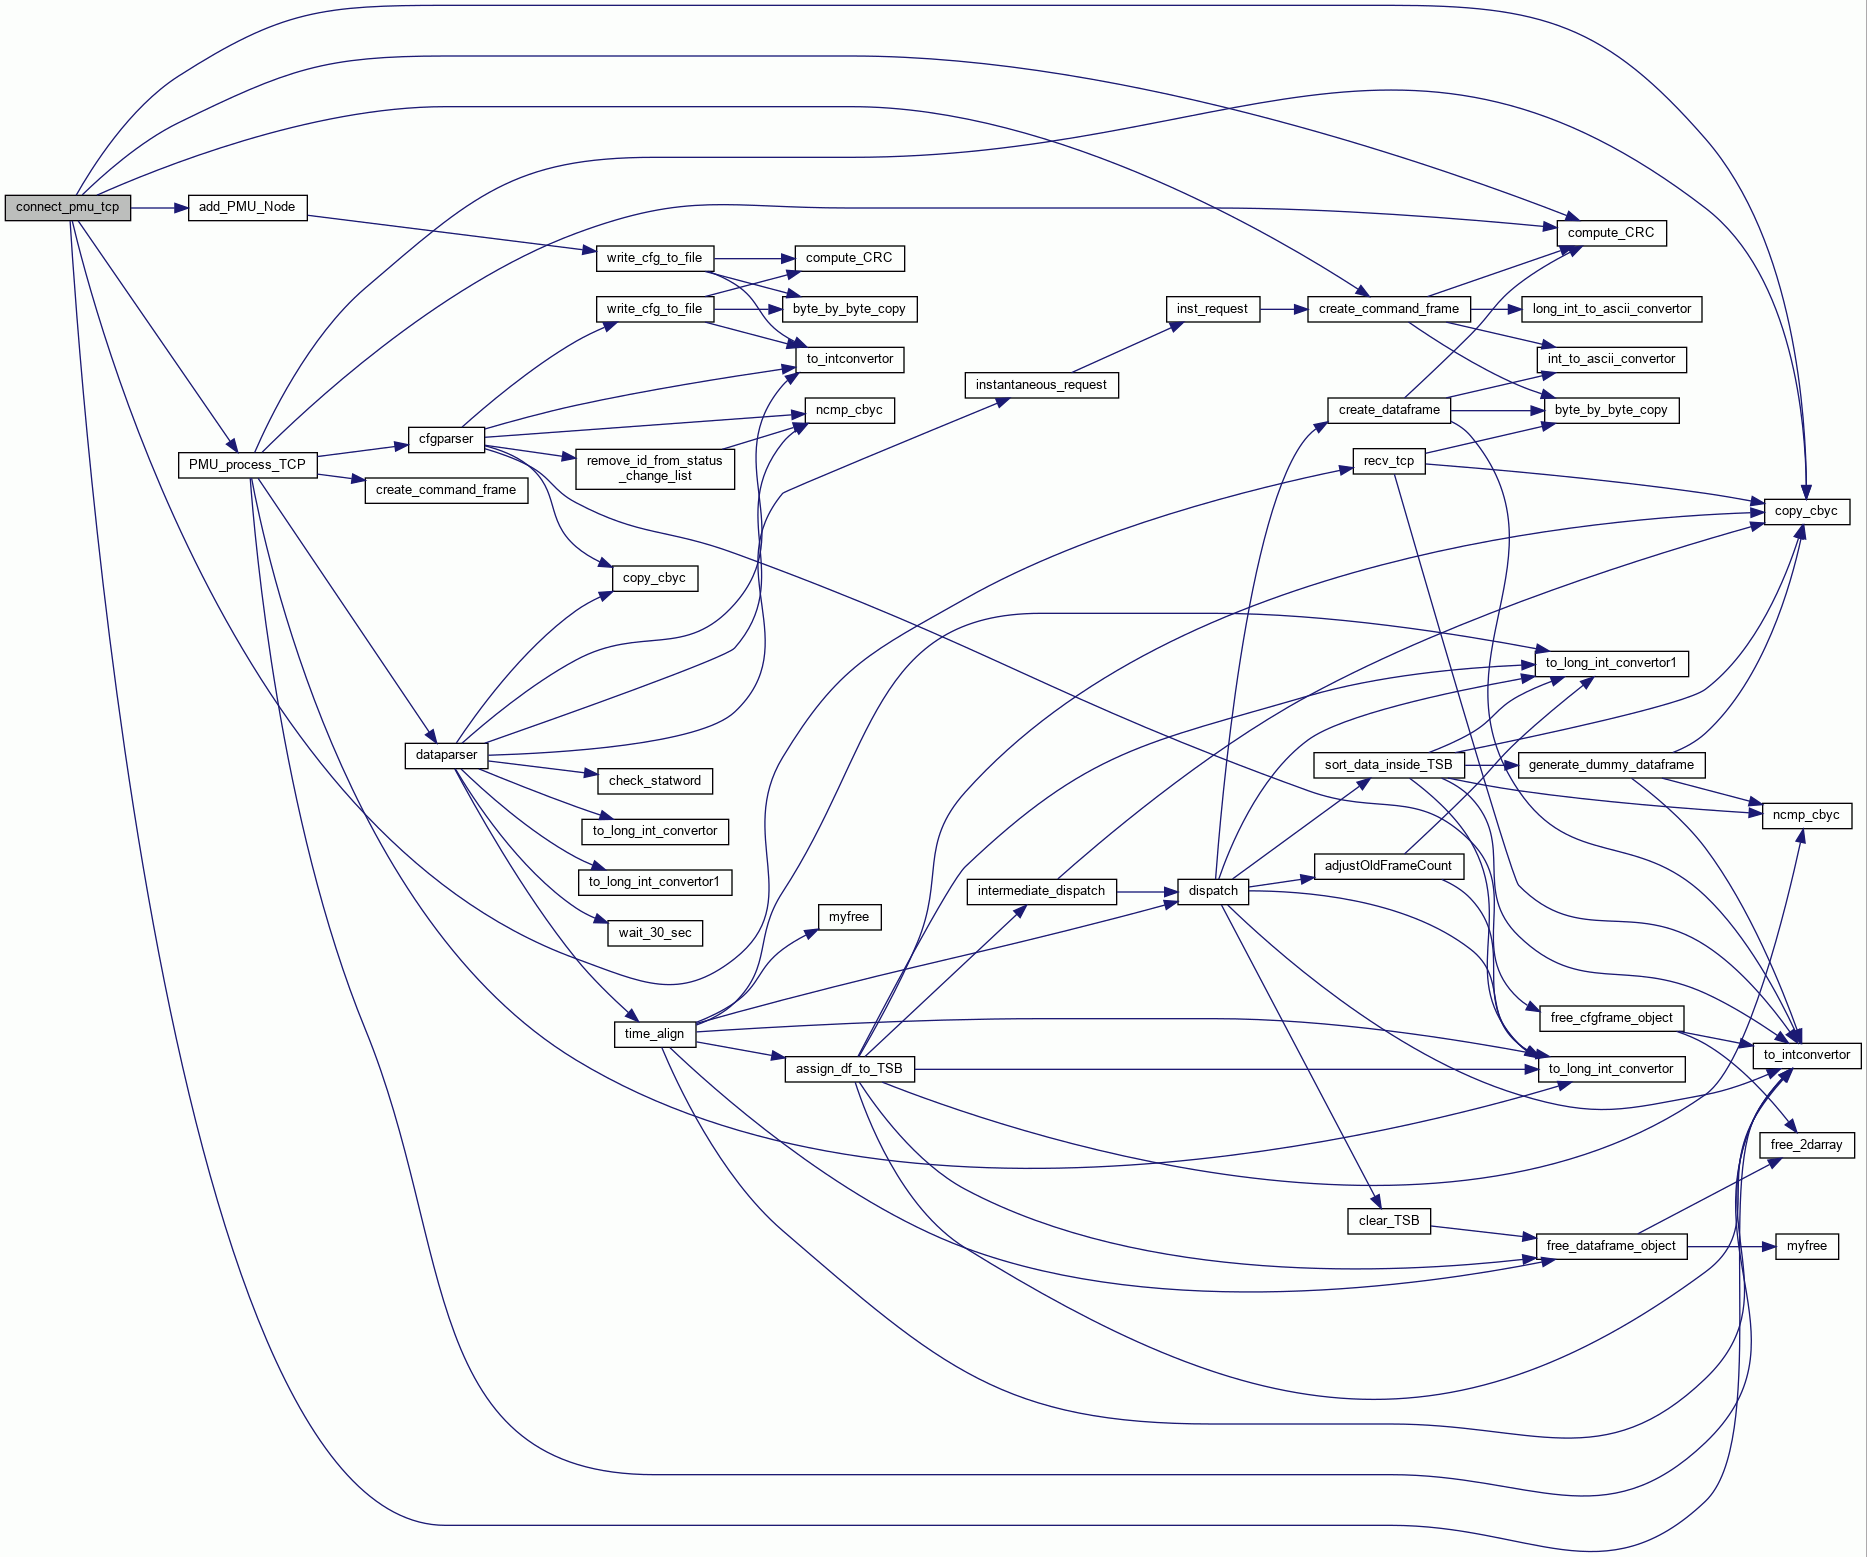 connect_pmu_tcp
add_PMU_Node
compute_CRC
write_cfg_to_file
compute_CRC
write_cfg_to_file
byte_by_byte_copy
inst_request
create_command_frame
long_int_to_ascii_convertor
to_intconvertor
int_to_ascii_convertor
instantaneous_request
ncmp_cbyc
create_dataframe
byte_by_byte_copy
cfgparser
PMU_process_TCP
remove_id_from_status
_change_list
recv_tcp
create_command_frame
copy_cbyc
copy_cbyc
to_long_int_convertor1
dataparser
sort_data_inside_TSB
generate_dummy_dataframe
check_statword
ncmp_cbyc
to_long_int_convertor
adjustOldFrameCount
to_long_int_convertor1
intermediate_dispatch
dispatch
myfree
wait_30_sec
free_cfgframe_object
time_align
to_intconvertor
assign_df_to_TSB
to_long_int_convertor
free_2darray
clear_TSB
free_dataframe_object
myfree